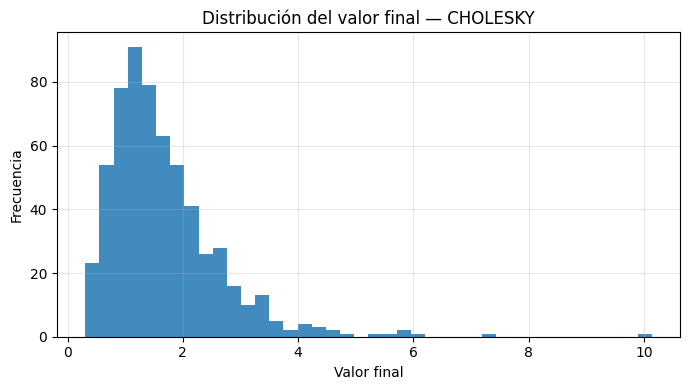 Distribución del valor final — CHOLESKY
Frecuencia
80
60
40
20
0
0 2 4 6 8 10
Valor final